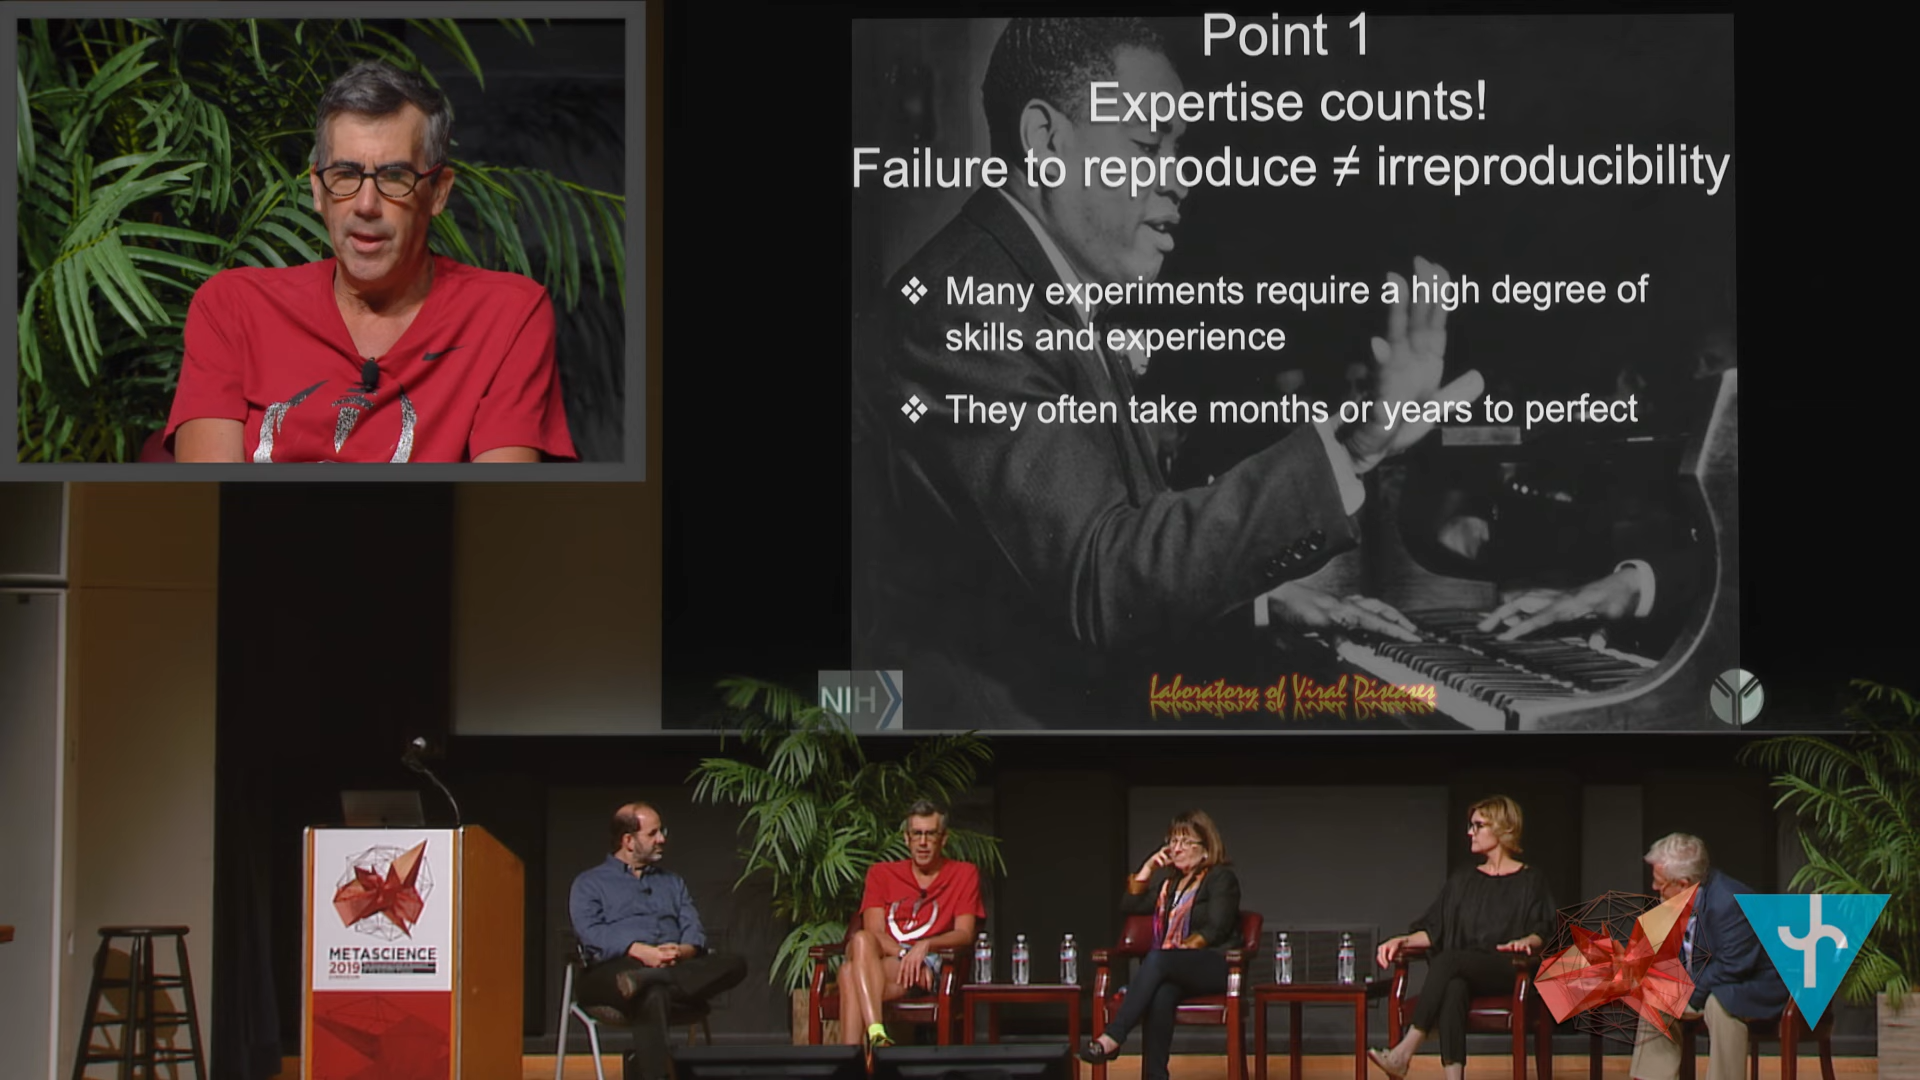 Point 1
Expertise counts!
Failure to reproduce ≠ irreproducibility
❖ Many experiments require a high degree of
skills and experience
❖ They often take months or years to perfect
NIH
Laboratory of Viral Diseases
METASCIENCE
2019
SYMPOSIUM